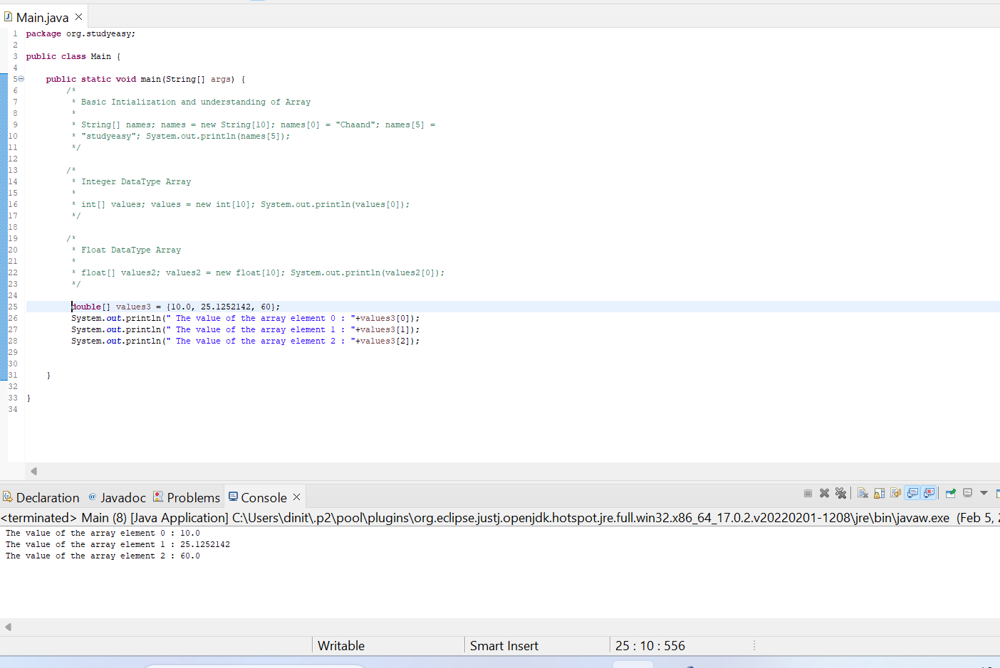 Main.java
1 package org.studyeasy;
2
3 public class Main {
4
5 public static void main(String[] args) {
6 /*
7 * Basic Intialization and understanding of Array
8 *
9 * String[] names; names = new String[10]; names[0] = "Chaand"; names[5] =
10 * "studyeasy"; System.out.println(names[5]);
11 */
12
13 /*
14 * Integer DataType Array
15 *
16 * int[] values; values = new int[10]; System.out.println(values[0]);
17 */
18
19 /*
20 * Float DataType Array
21 *
22 * float[] values2; values2 = new float[10]; System.out.println(values2[0]);
23 */
24
25 double[] values3 = {10.0, 25.1252142, 60};
26 System.out.println(" The value of the array element 0 : "+values3[0]);
27 System.out.println(" The value of the array element 1 : "+values3[1]);
28 System.out.println(" The value of the array element 2 : "+values3[2]);
29
30
31 }
32
33 }
34
Declaration @ Javadoc Problems Console
<terminated> Main (8) [Java Application] C:\Users\dinit\.p2\pool\plugins\org.eclipse.justj.openjdk.hotspot.jre.full.win32.x86_64_17.0.2.v20220201-1208\jre\bin\javaw.exe (Feb 5,
The value of the array element 0 : 10.0
The value of the array element 1 : 25.1252142
The value of the array element 2 : 60.0
Writable Smart Insert 25 : 10 : 556